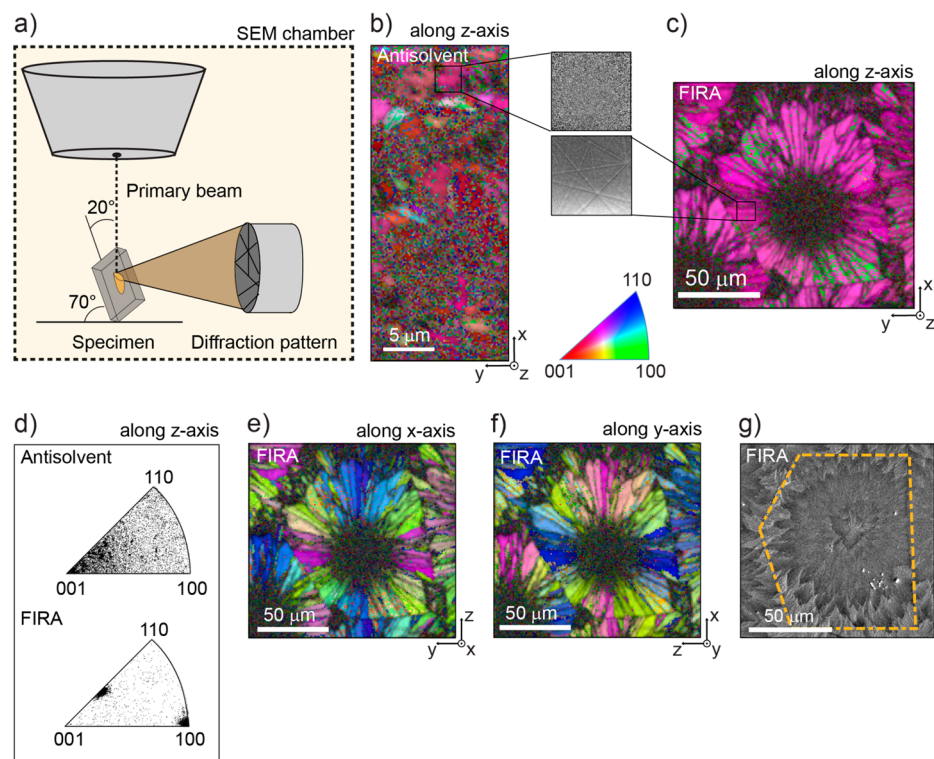 a)
SEM chamber
Primary beam
20°
70°
Specimen
Diffraction pattern
b)
along z-axis
Antisolvent
5 μm
x
y
z
110
001
100
c)
along z-axis
FIRA
50 μm
x
y
z
d)
along z-axis
Antisolvent
110
001
100
FIRA
110
001
100
e)
along x-axis
FIRA
50 μm
z
y
x
f)
along y-axis
FIRA
50 μm
x
z
y
g)
FIRA
50 μm